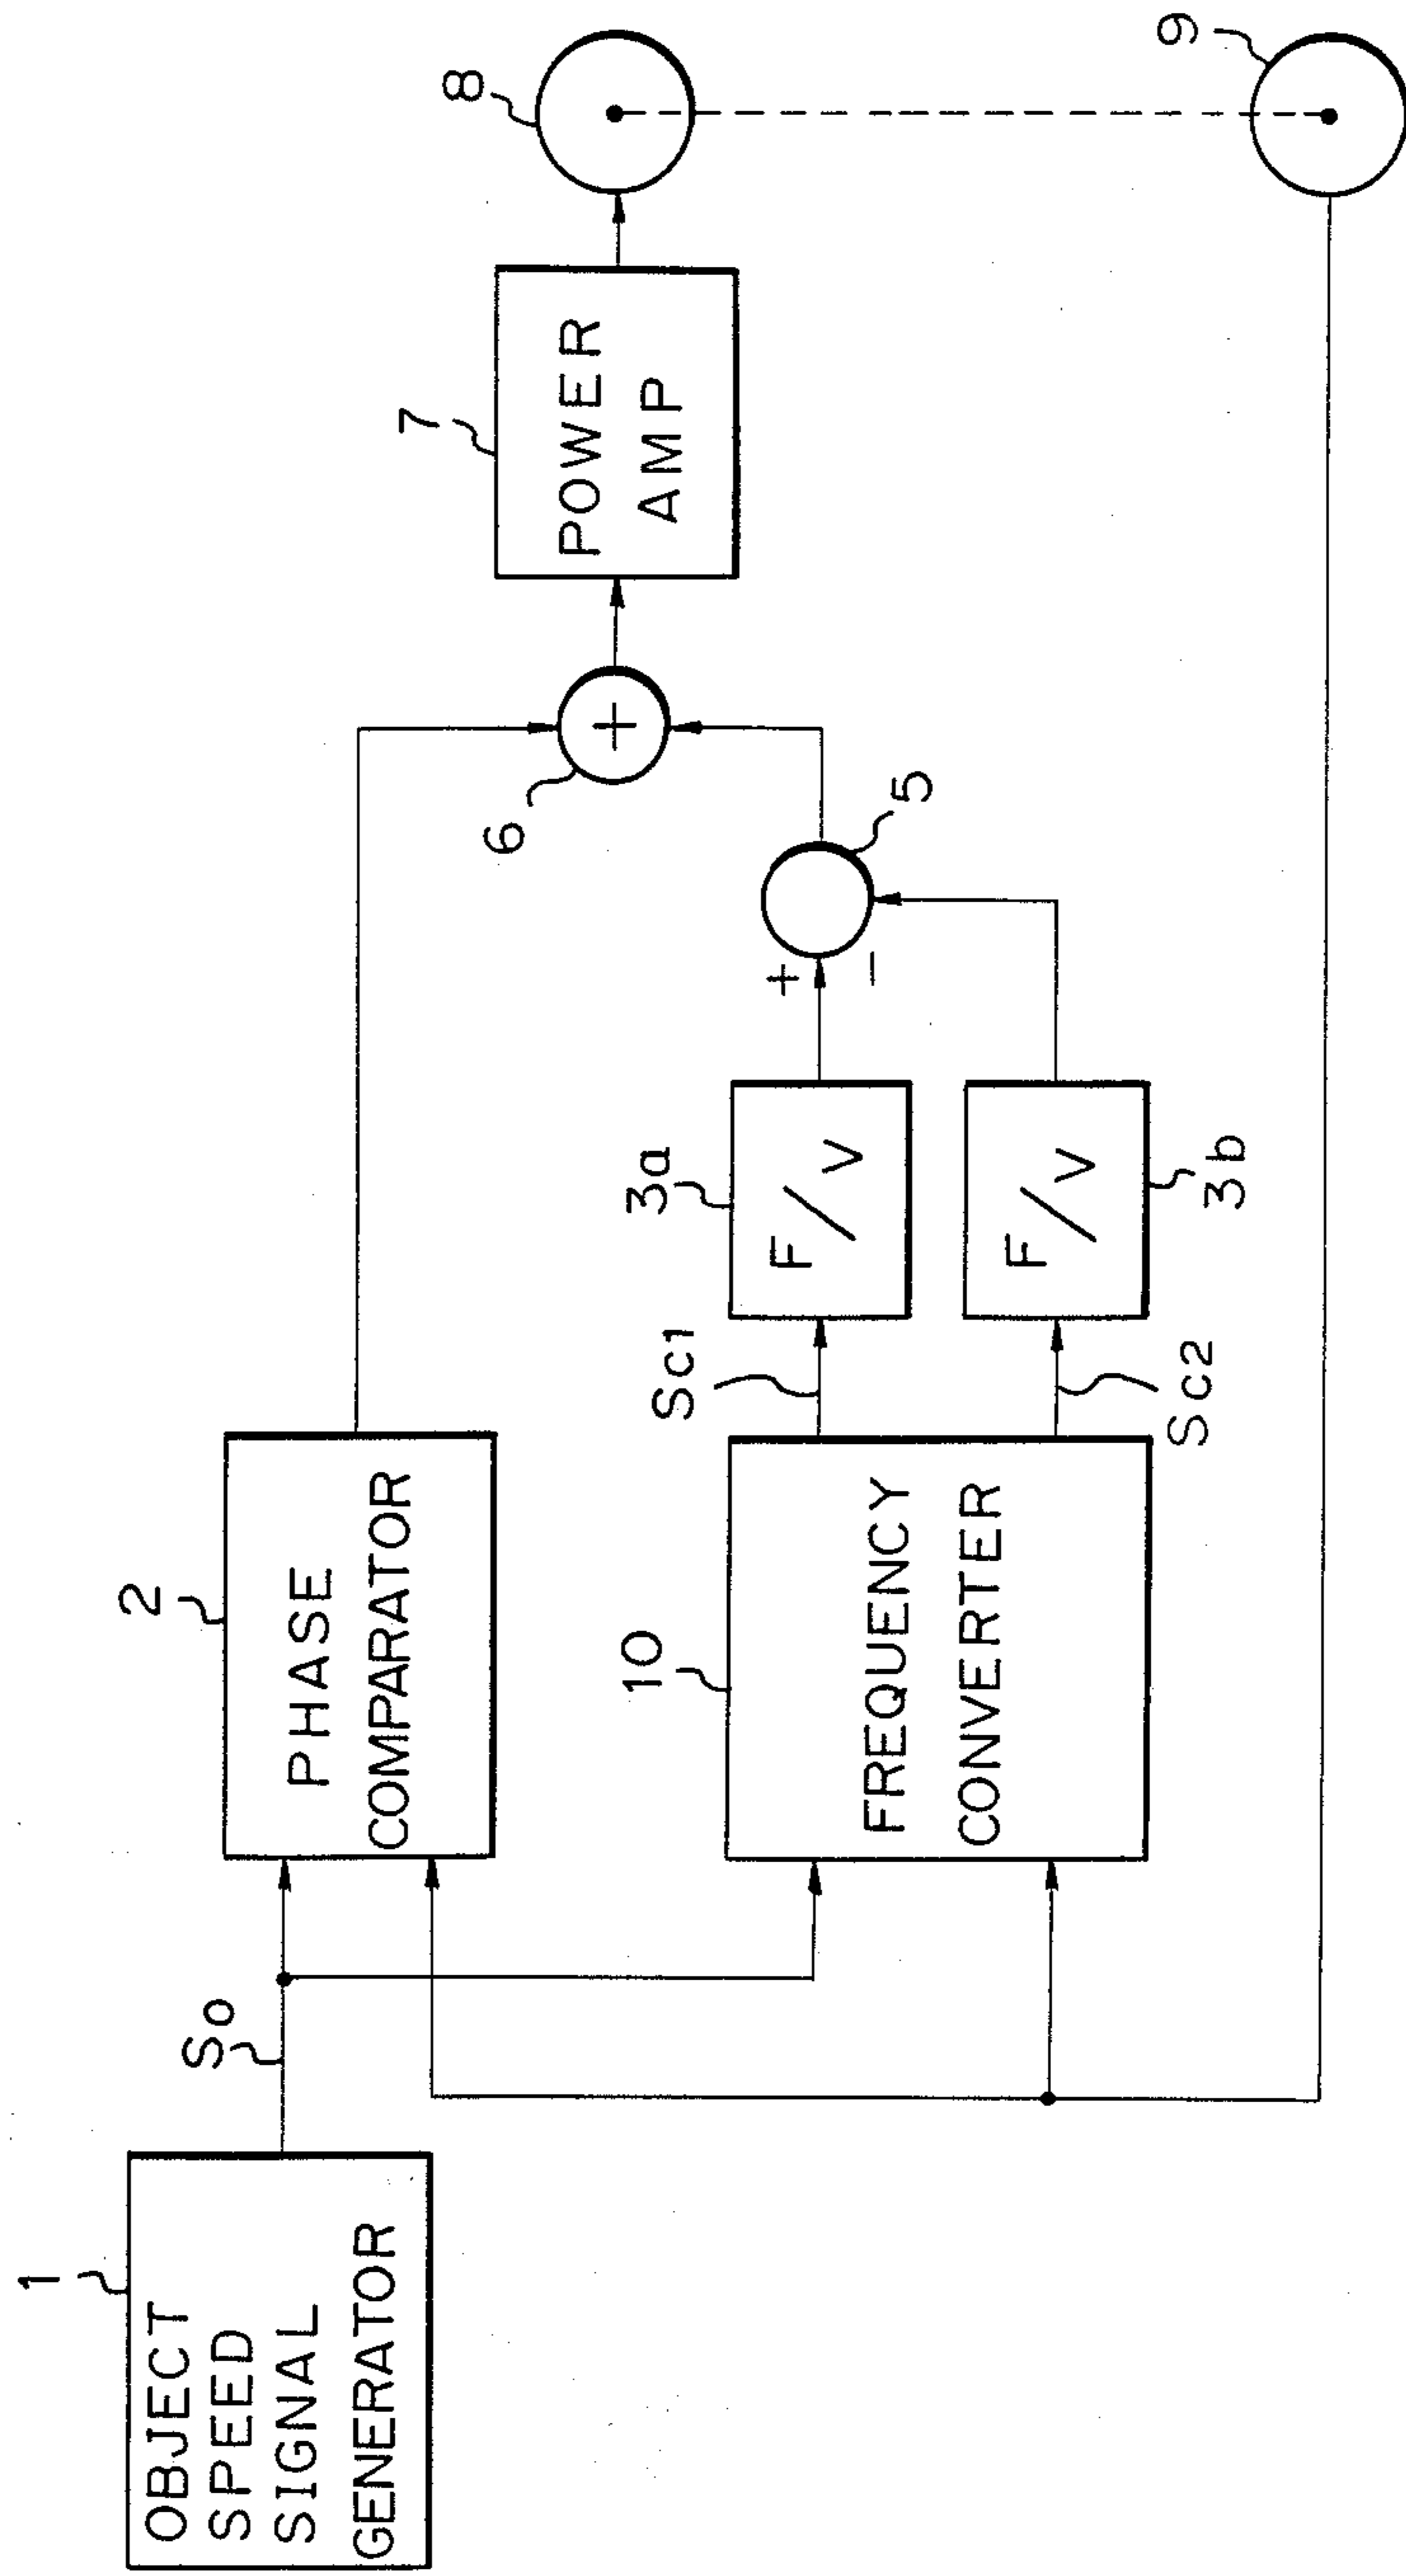 1
OBJECT
SPEED
SIGNAL
GENERATOR
So
2
PHASE
COMPARATOR
10
FREQUENCY
CONVERTER
Sc1
Sc2
3a
F/V
F/V
3b
+
−
5
6
+
7
POWER
AMP
8
9